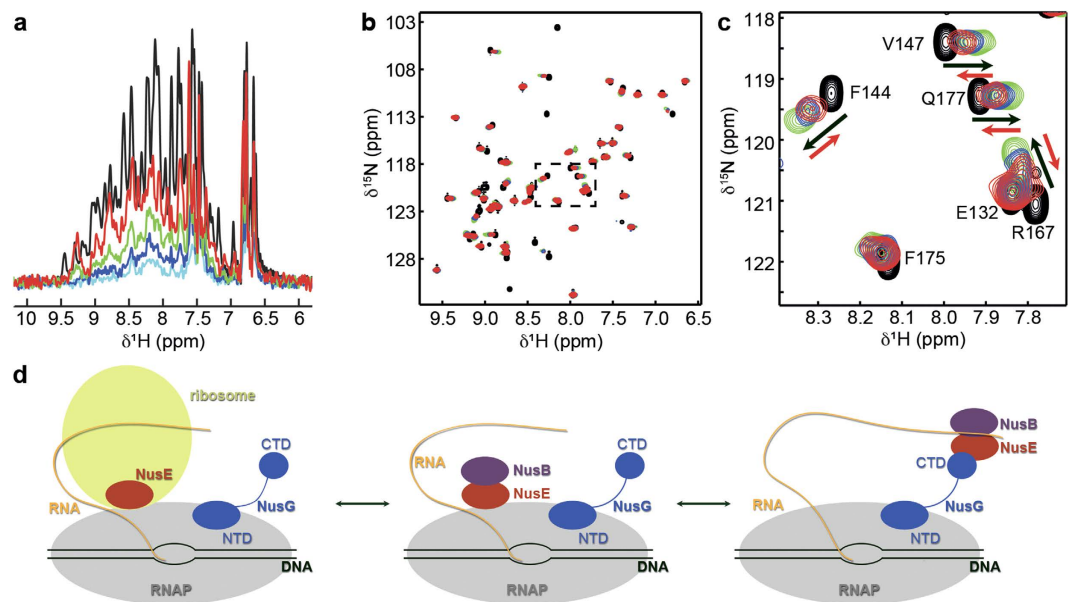 a
10 9.5 9 8.5 8 7.5 7 6.5 6
δ¹H (ppm)
b
103
108
113
118
123
128
δ¹⁵N (ppm)
9.5 9.0 8.5 8.0 7.5 7.0 6.5
δ¹H (ppm)
c
118
119
120
121
122
δ¹⁵N (ppm)
V147
F144
Q177
E132
R167
F175
8.3 8.2 8.1 8.0 7.9 7.8
δ¹H (ppm)
d
ribosome
NusE
RNA
CTD
NusG
NTD
DNA
RNAP
RNA
NusB
NusE
CTD
NusG
NTD
DNA
RNAP
NusB
NusE
CTD
RNA
NusG
NTD
DNA
RNAP